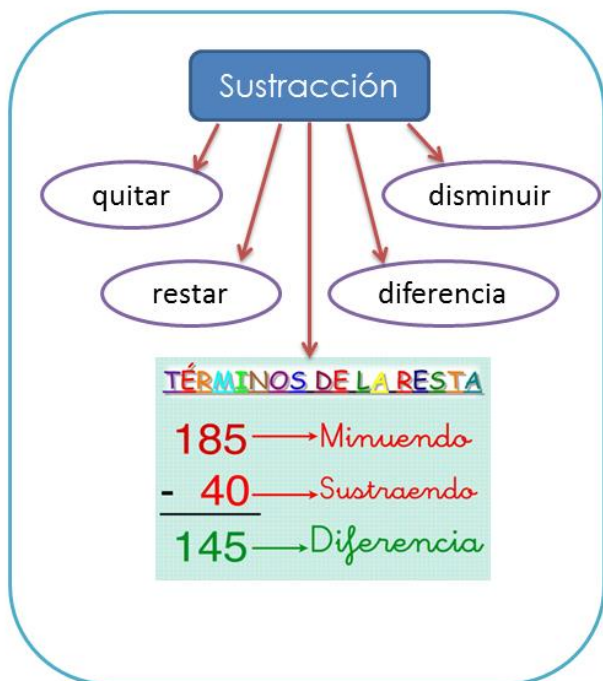 Sustracción
quitar
disminuir
restar
diferencia
TÉRMINOS DE LA RESTA
185 Minuendo
- 40 Sustraendo
145 Diferencia